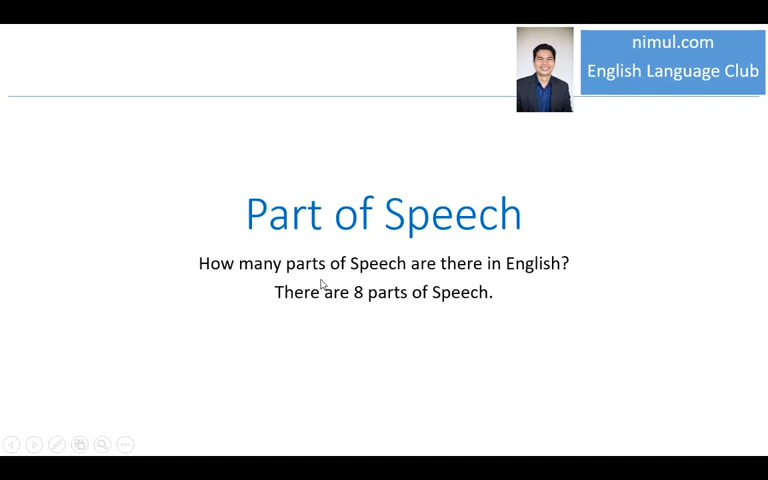 nimul.com
English Language Club
Part of Speech
How many parts of Speech are there in English?
There are 8 parts of Speech.